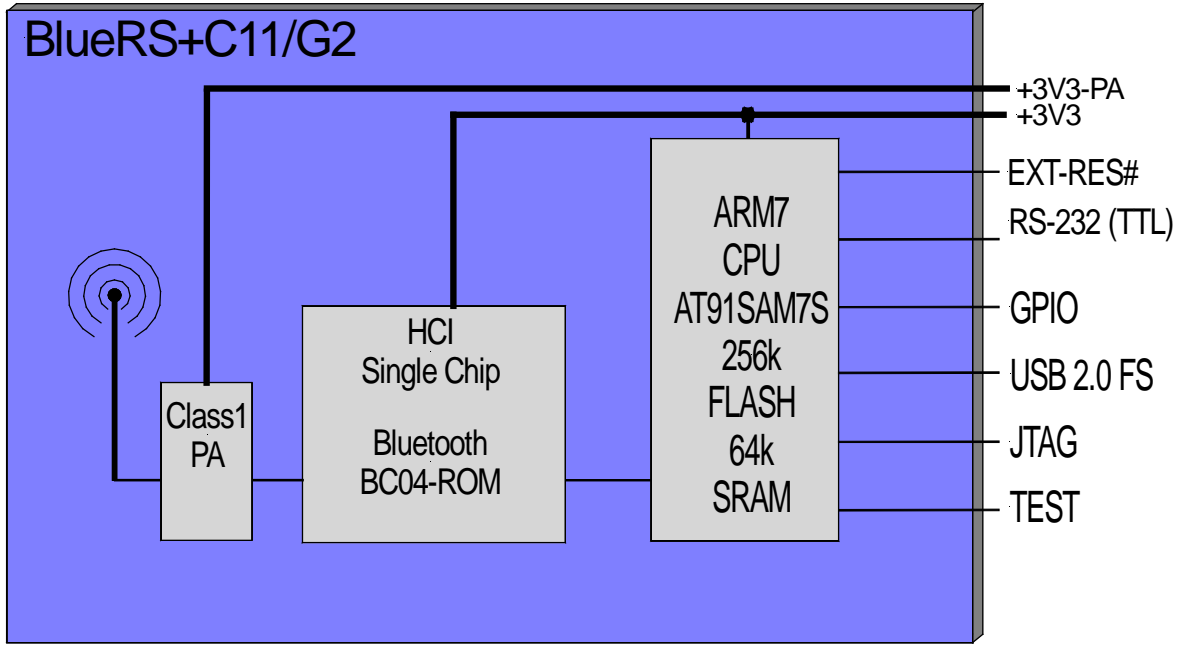 BlueRS+C11/G2
+3V3-PA
+3V3
EXT-RES#
RS-232 (TTL)
GPIO
USB 2.0 FS
JTAG
TEST
ARM7
CPU
AT91SAM7S
256k
FLASH
64k
SRAM
HCI
Single Chip
Bluetooth
BC04-ROM
Class1
PA